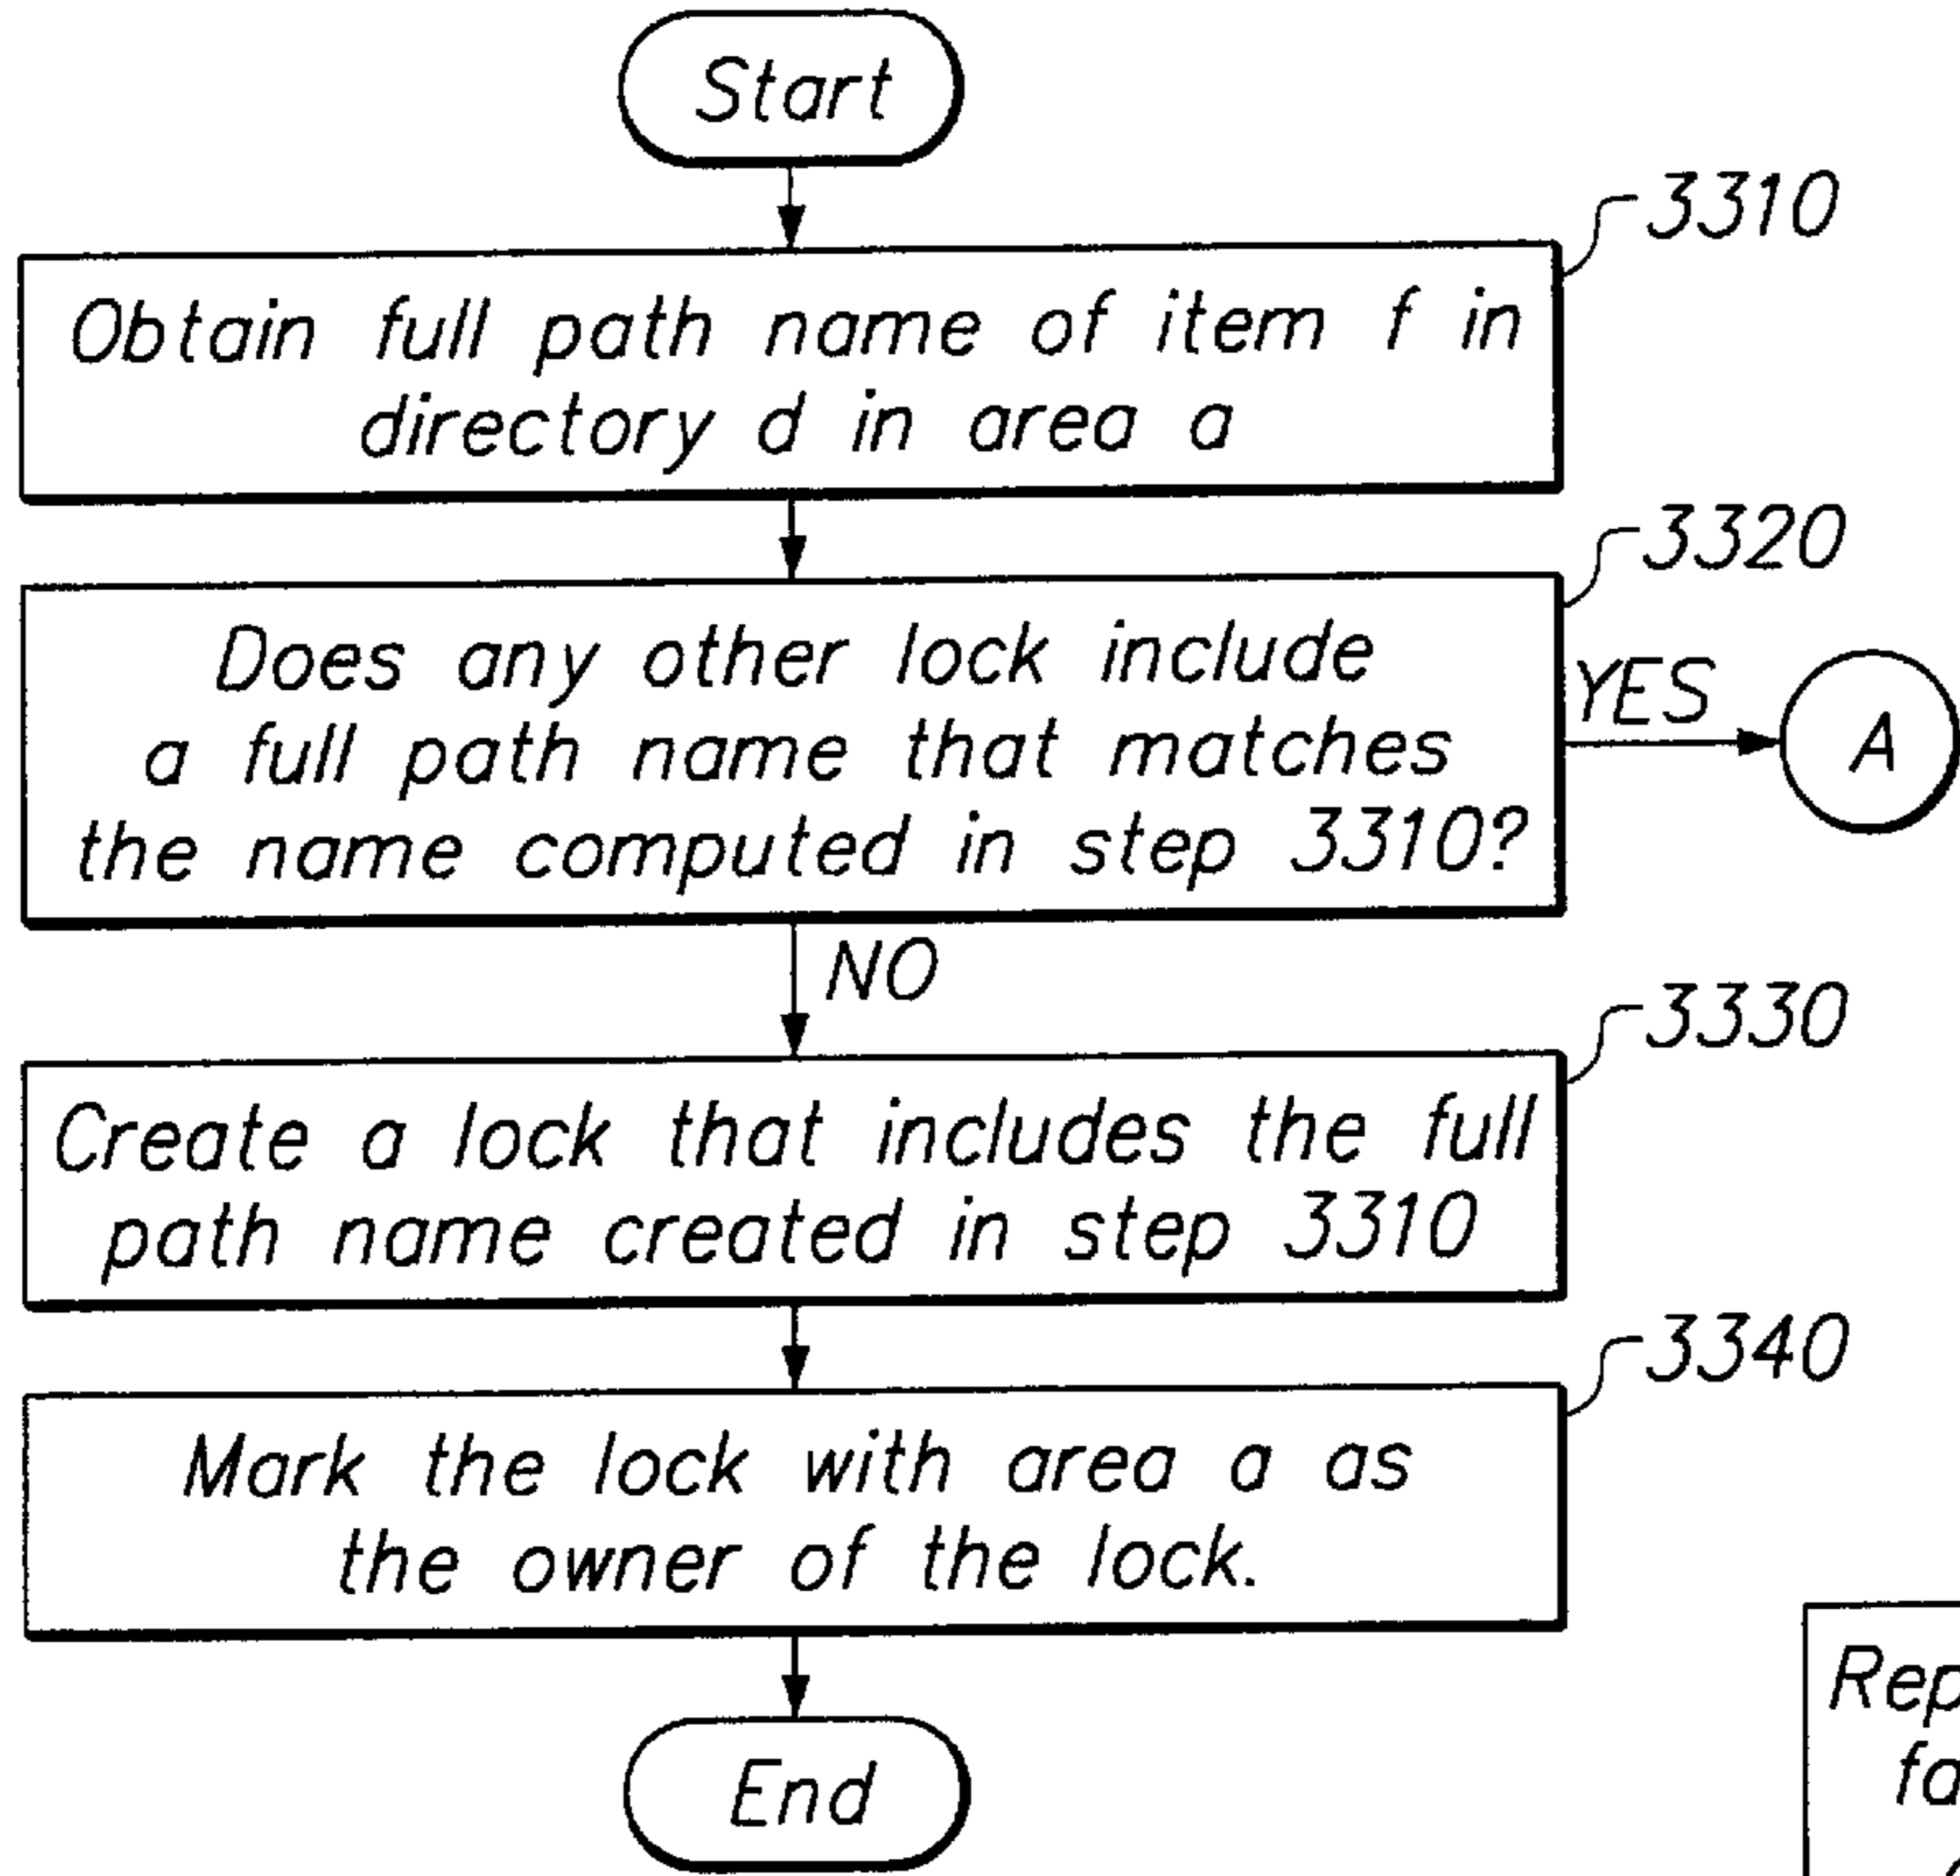 Start
3310
Obtain full path name of item f in
directory d in area a
3320
Does any other lock include
a full path name that matches
the name computed in step 3310?
YES
A
NO
3330
Create a lock that includes the full
path name created in step 3310
3340
Mark the lock with area a as
the owner of the lock.
End